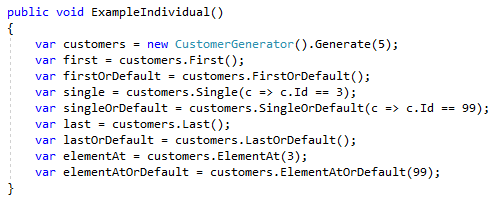 public void ExampleIndividual()
{
    var customers = new CustomerGenerator().Generate(5);
    var first = customers.First();
    var firstOrDefault = customers.FirstOrDefault();
    var single = customers.Single(c => c.Id == 3);
    var singleOrDefault = customers.SingleOrDefault(c => c.Id == 99);
    var last = customers.Last();
    var lastOrDefault = customers.LastOrDefault();
    var elementAt = customers.ElementAt(3);
    var elementAtOrDefault = customers.ElementAtOrDefault(99);
}